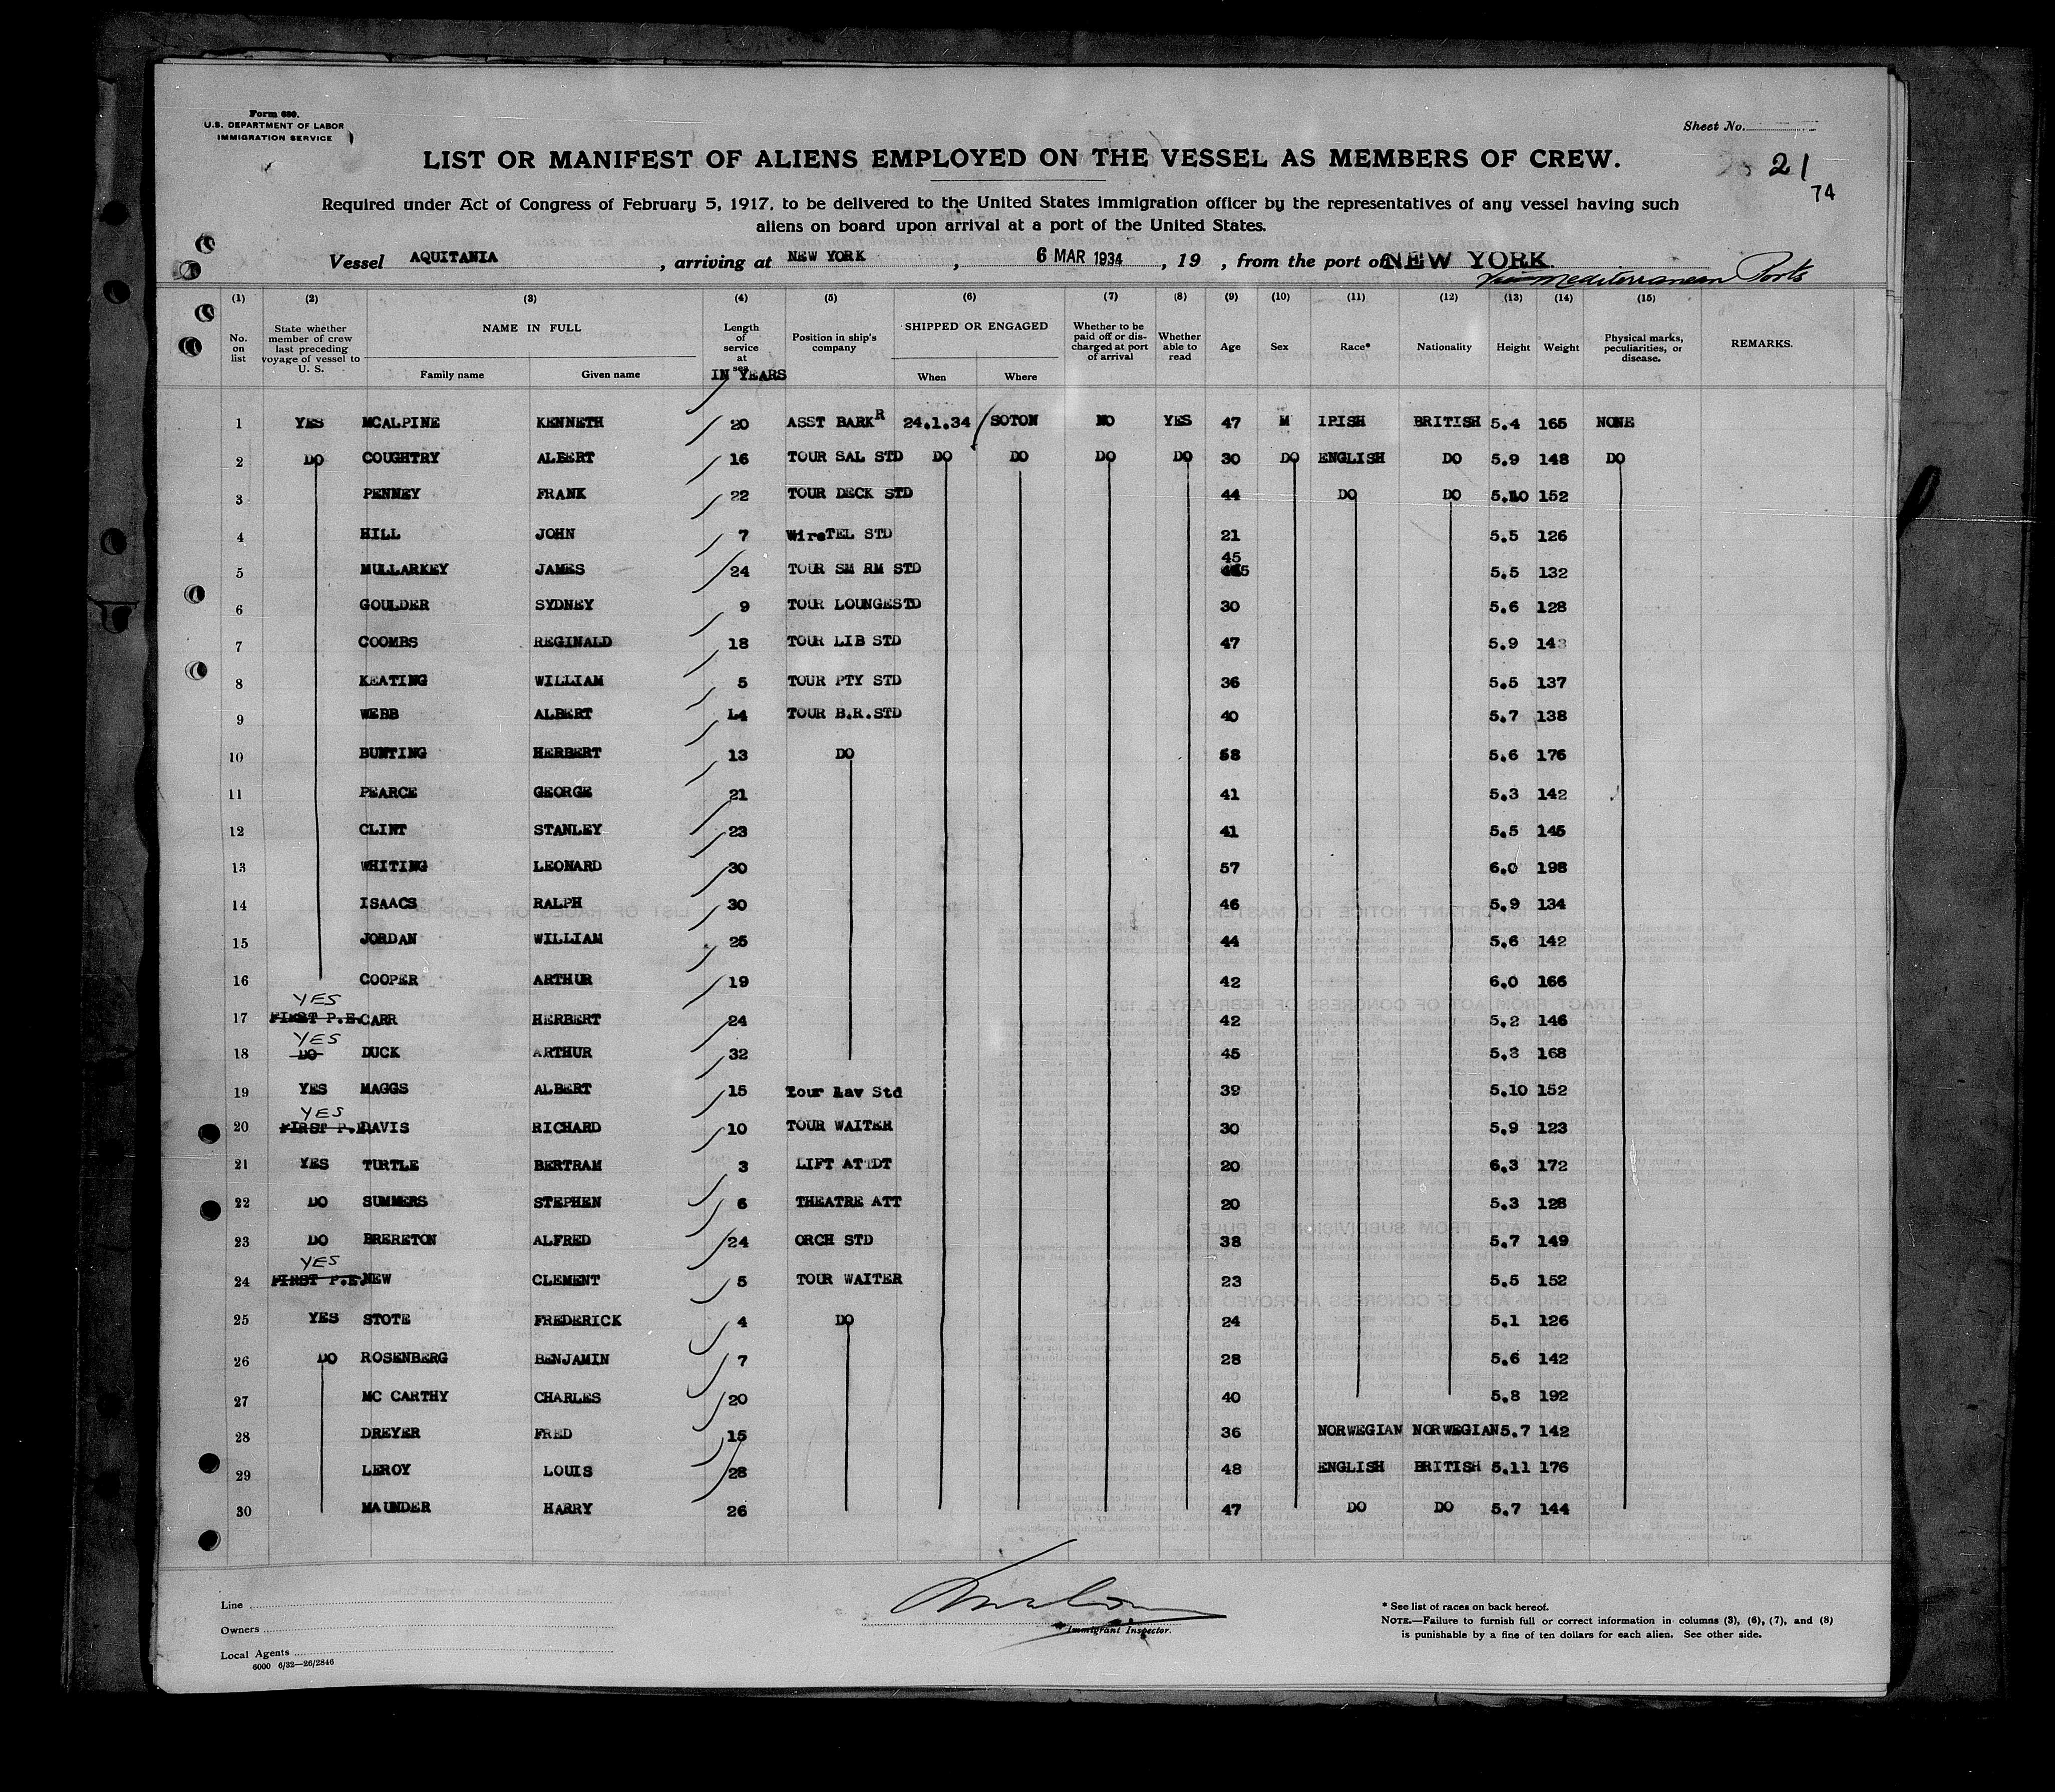 Form 680.
U.S. DEPARTMENT OF LABOR
IMMIGRATION SERVICE
Sheet No.
LIST OR MANIFEST OF ALIENS EMPLOYED ON THE VESSEL AS MEMBERS OF CREW.
21
74
Required under Act of Congress of February 5, 1917, to be delivered to the United States immigration officer by the representatives of any vessel having such
aliens on board upon arrival at a port of the United States.
Vessel AQUITANIA, arriving at NEW YORK, 6 MAR 1934, 19 , from the port of NEW YORK
Via Mediterranean Ports
(1) (2) (3) (4) (5) (6) (7) (8) (9) (10) (11) (12) (13) (14) (15)
No. on list State whether member of crew last preceding voyage of vessel to U. S. NAME IN FULL Family name Given name Length of service at sea IN YEARS Position in ship's company SHIPPED OR ENGAGED When Where Whether to be paid off or discharged at port of arrival Whether able to read Age Sex Race* Nationality Height Weight Physical marks, peculiarities, or disease. REMARKS.
1 YES MCALPINE KENNETH 20 ASST BARKR 24.1.34 SOTON NO YES 47 M IPISH BRITISH 5.4 165 NONE
2 DO COUGHTRY ALBERT 16 TOUR SAL STD DO DO DO DO 30 DO ENGLISH DO 5.9 148 DO
3 PENNEY FRANK 22 TOUR DECK STD 44 DO DO 5.10 152
4 HILL JOHN 7 WireTEL STD 21 5.5 126
5 MULLARKEY JAMES 24 TOUR SM RM STD 45 5.5 132
6 GOULDER SYDNEY 9 TOUR LOUNGESTD 30 5.6 128
7 COOMBS REGINALD 18 TOUR LIB STD 47 5.9 143
8 KEATING WILLIAM 5 TOUR PTY STD 36 5.5 137
9 WEBB ALBERT L4 TOUR B.R.STD 40 5.7 138
10 BUNTING HERBERT 13 DO 58 5.6 176
11 PEARCE GEORGE 21 41 5.3 142
12 CLINT STANLEY 23 41 5.5 145
13 WHITING LEONARD 30 57 6.0 198
14 ISAACS RALPH 30 46 5.9 134
15 JORDAN WILLIAM 25 44 5.6 142
16 COOPER ARTHUR 19 42 6.0 166
17 YES FIRST P.E. CARR HERBERT 24 42 5.2 146
18 YES DO DUCK ARTHUR 32 45 5.3 168
19 YES MAGGS ALBERT 15 Tour Lav Std 39 5.10 152
20 YES FIRST P. DAVIS RICHARD 10 TOUR WAITER 30 5.9 123
21 YES TURTLE BERTRAM 3 LIFT ATTDT 20 6.3 172
22 DO SUMMERS STEPHEN 6 THEATRE ATT 20 5.3 128
23 DO BRERETON ALFRED 24 ORCH STD 38 5.7 149
24 YES FIRST P.E. NEW CLEMENT 5 TOUR WAITER 23 5.5 152
25 YES STOTE FREDERICK 4 DO 24 5.1 126
26 DO ROSENBERG BENJAMIN 7 28 5.6 142
27 MC CARTHY CHARLES 20 40 5.8 192
28 DREYER FRED 15 36 NORWEGIAN NORWEGIAN 5.7 142
29 LEROY LOUIS 28 48 ENGLISH BRITISH 5.11 176
30 MAUNDER HARRY 26 47 DO DO 5.7 144
Line
Owners
Local Agents
6000 6/32—26/2846
Immigrant Inspector.
* See list of races on back hereof.
NOTE.—Failure to furnish full or correct information in columns (3), (6), (7), and (8)
is punishable by a fine of ten dollars for each alien. See other side.